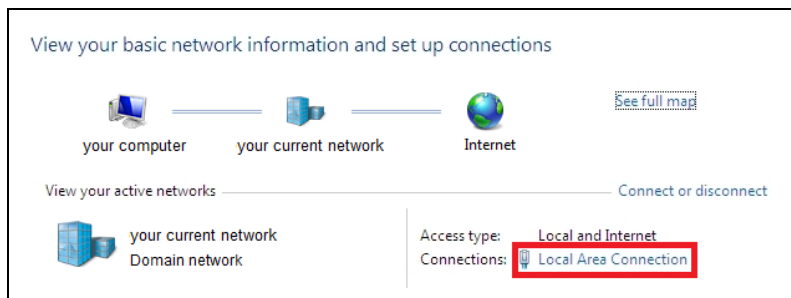 View your basic network information and set up connections
See full map
your computer your current network Internet
View your active networks Connect or disconnect
your current network Access type: Local and Internet
Domain network Connections: Local Area Connection